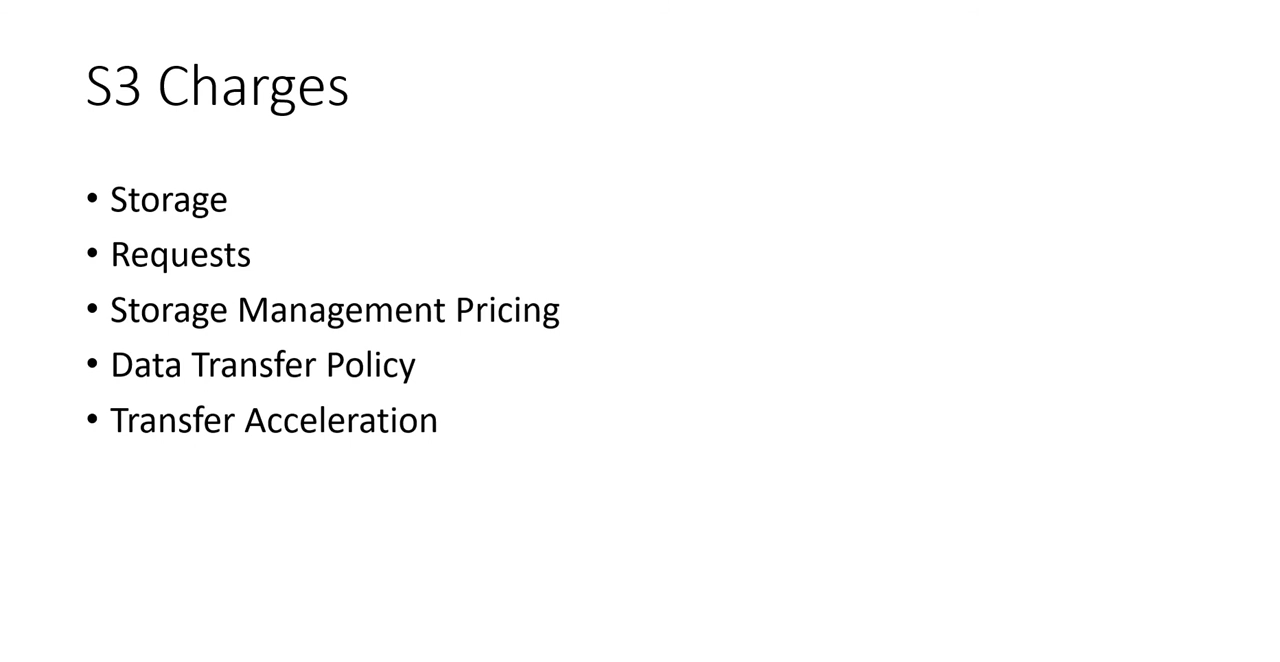 S3 Charges
• Storage
• Requests
• Storage Management Pricing
• Data Transfer Policy
• Transfer Acceleration